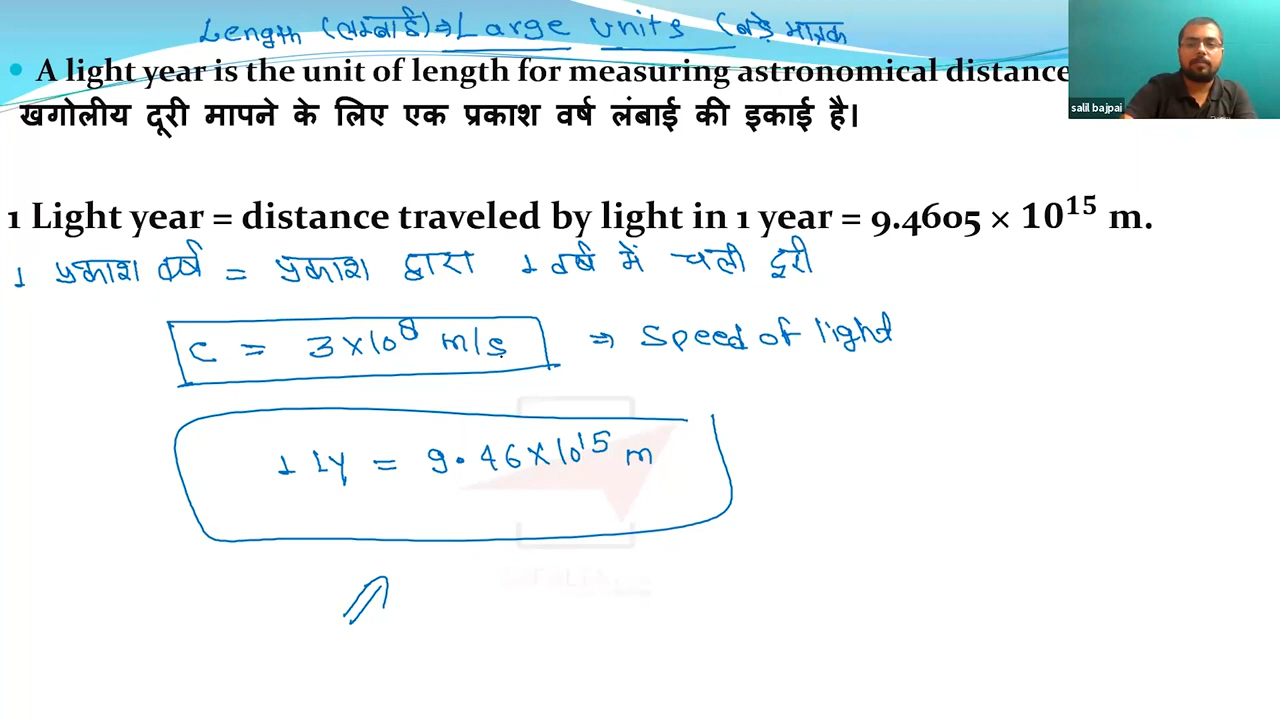 Length (लम्बाई) ⇒ Large units (बड़े मात्रक
salil bajpai
• A light year is the unit of length for measuring astronomical distance
खगोलीय दूरी मापने के लिए एक प्रकाश वर्ष लंबाई की इकाई है।
1 Light year = distance traveled by light in 1 year = 9.4605 × 10¹⁵ m.
1 प्रकाश वर्ष = प्रकाश द्वारा 1 वर्ष में चली दूरी
c = 3×10⁸ m/s ⇒ Speed of light
1 LY = 9.46×10¹⁵ m